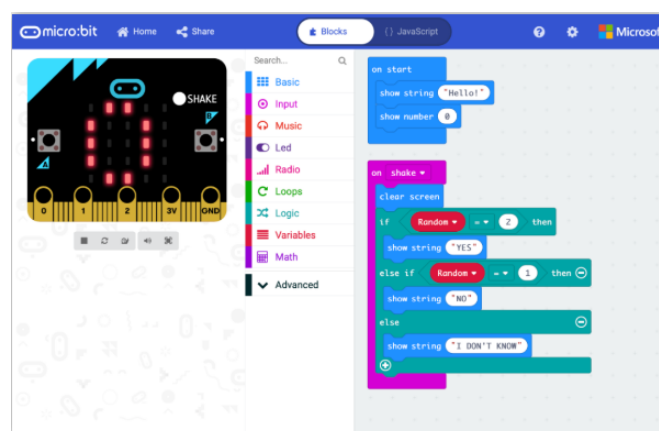 micro:bit Home Share Blocks {} JavaScript ? Microsoft
SHAKE
B
A
0 1 2 3V GND
Search...
Basic
Input
Music
Led
Radio
Loops
Logic
Variables
Math
Advanced
on start
show string "Hello!"
show number 0
on shake
clear screen
if Random = 2 then
show string "YES"
else if Random = 1 then
show string "NO"
else
show string "I DON'T KNOW"